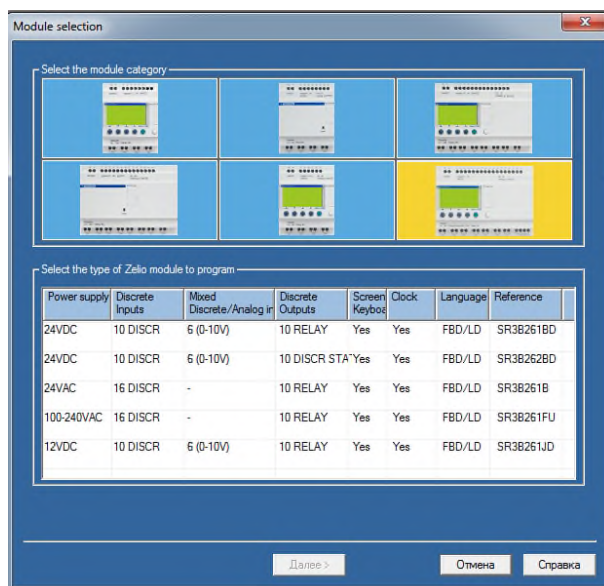 Module selection
Select the module category
Select the type of Zelio module to program
Power supply Discrete Inputs Mixed Discrete/Analog in Discrete Outputs Screen Keyboa Clock Language Reference
24VDC 10 DISCR 6 (0-10V) 10 RELAY Yes Yes FBD/LD SR3B261BD
24VDC 10 DISCR 6 (0-10V) 10 DISCR STA Yes Yes FBD/LD SR3B262BD
24VAC 16 DISCR - 10 RELAY Yes Yes FBD/LD SR3B261B
100-240VAC 16 DISCR - 10 RELAY Yes Yes FBD/LD SR3B261FU
12VDC 10 DISCR 6 (0-10V) 10 RELAY Yes Yes FBD/LD SR3B261JD
Далее > Отмена Справка